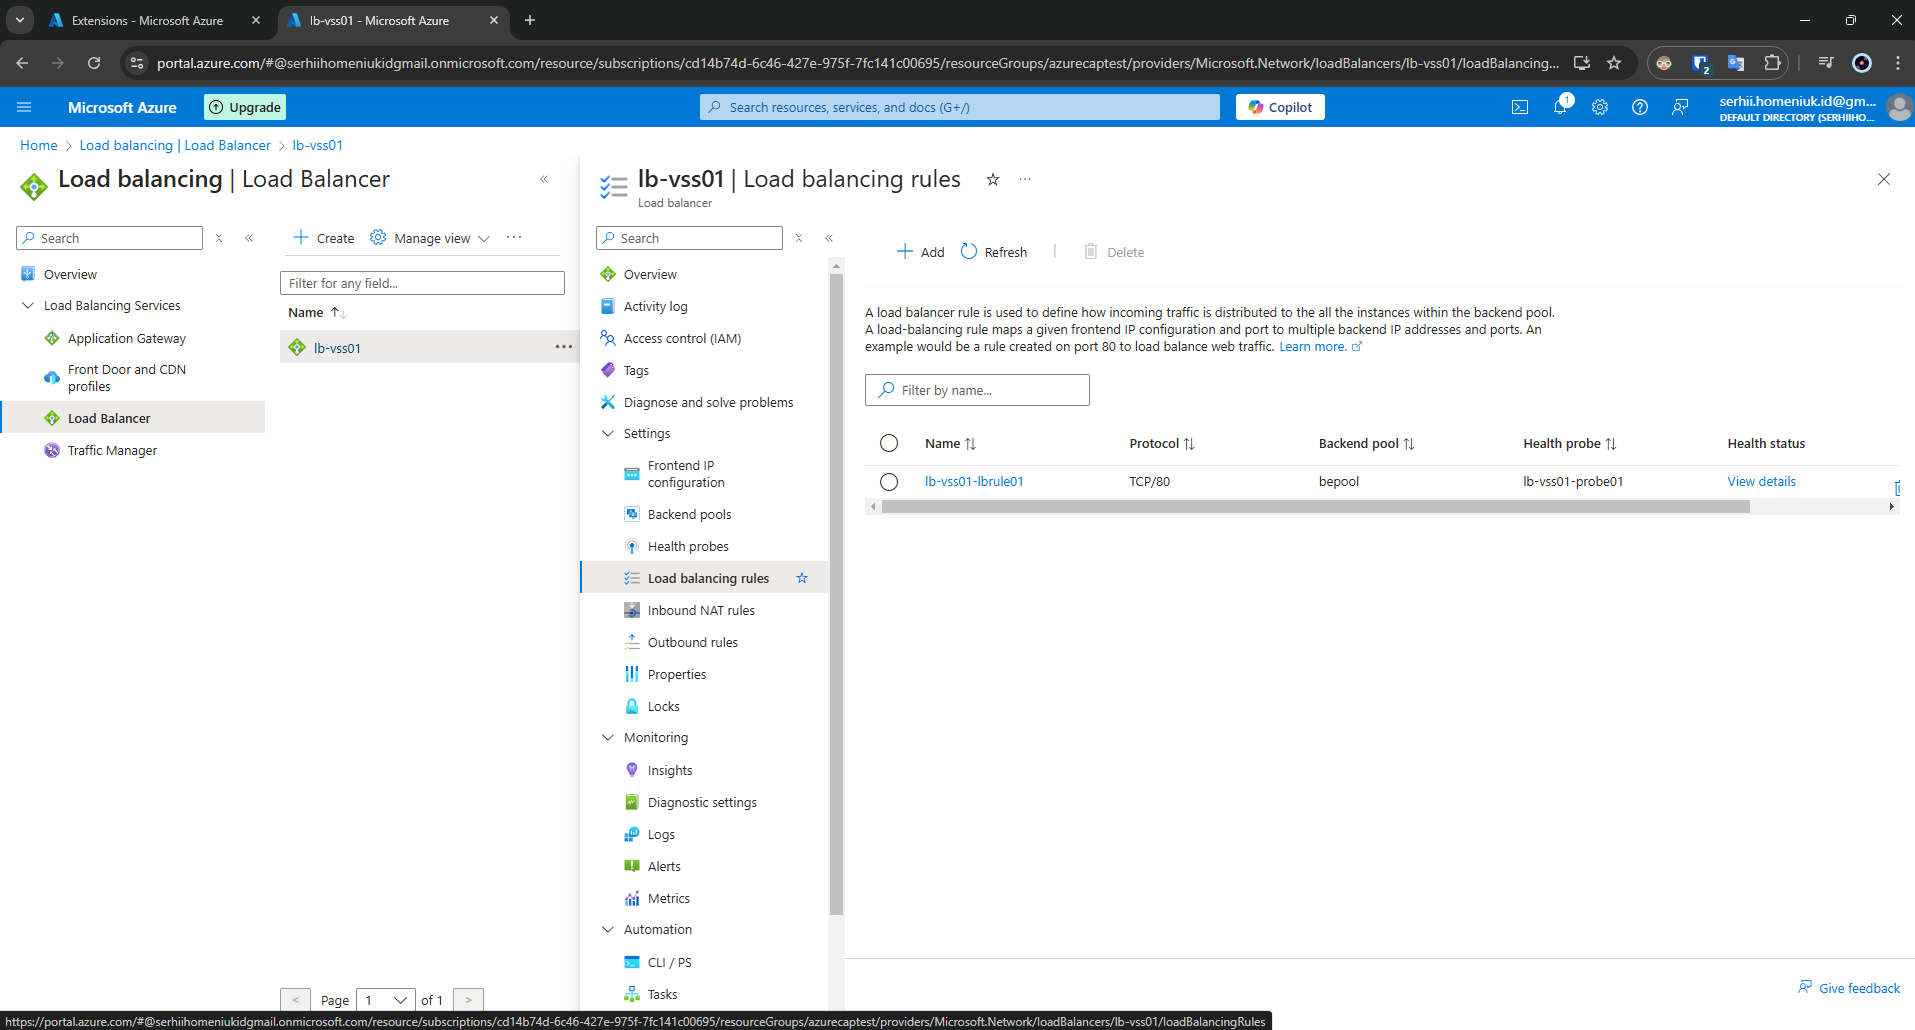 Extensions - Microsoft Azure
lb-vss01 - Microsoft Azure
portal.azure.com/#@serhiihomeniukidgmail.onmicrosoft.com/resource/subscriptions/cd14b74d-6c46-427e-975f-7fc141c00695/resourceGroups/azurecaptest/providers/Microsoft.Network/loadBalancers/lb-vss01/loadBalancing...
2
Microsoft Azure
Upgrade
Search resources, services, and docs (G+/)
Copilot
1
serhii.homeniuk.id@gm...
DEFAULT DIRECTORY (SERHIIHO...
Home > Load balancing | Load Balancer > lb-vss01
Load balancing | Load Balancer
Search
Overview
Load Balancing Services
Application Gateway
Front Door and CDN
profiles
Load Balancer
Traffic Manager
Create
Manage view
Filter for any field...
Name
lb-vss01
< Page 1 of 1 >
lb-vss01 | Load balancing rules
Load balancer
Search
Overview
Activity log
Access control (IAM)
Tags
Diagnose and solve problems
Settings
Frontend IP
configuration
Backend pools
Health probes
Load balancing rules
Inbound NAT rules
Outbound rules
Properties
Locks
Monitoring
Insights
Diagnostic settings
Logs
Alerts
Metrics
Automation
CLI / PS
Tasks
Add
Refresh
Delete
A load balancer rule is used to define how incoming traffic is distributed to the all the instances within the backend pool.
A load-balancing rule maps a given frontend IP configuration and port to multiple backend IP addresses and ports. An
example would be a rule created on port 80 to load balance web traffic. Learn more.
Filter by name...
Name Protocol Backend pool Health probe Health status
lb-vss01-lbrule01 TCP/80 bepool lb-vss01-probe01 View details
Give feedback
https://portal.azure.com/#@serhiihomeniukidgmail.onmicrosoft.com/resource/subscriptions/cd14b74d-6c46-427e-975f-7fc141c00695/resourceGroups/azurecaptest/providers/Microsoft.Network/loadBalancers/lb-vss01/loadBalancingRules